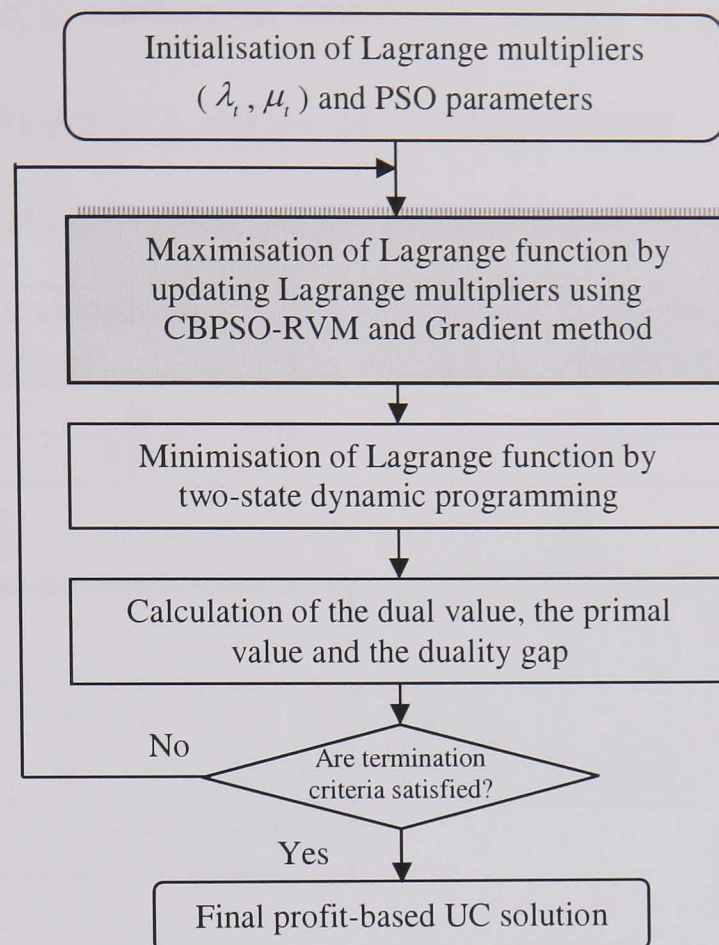 Initialisation of Lagrange multipliers
( λt , μt ) and PSO parameters
Maximisation of Lagrange function by
updating Lagrange multipliers using
CBPSO-RVM and Gradient method
Minimisation of Lagrange function by
two-state dynamic programming
Calculation of the dual value, the primal
value and the duality gap
No
Are termination
criteria satisfied?
Yes
Final profit-based UC solution